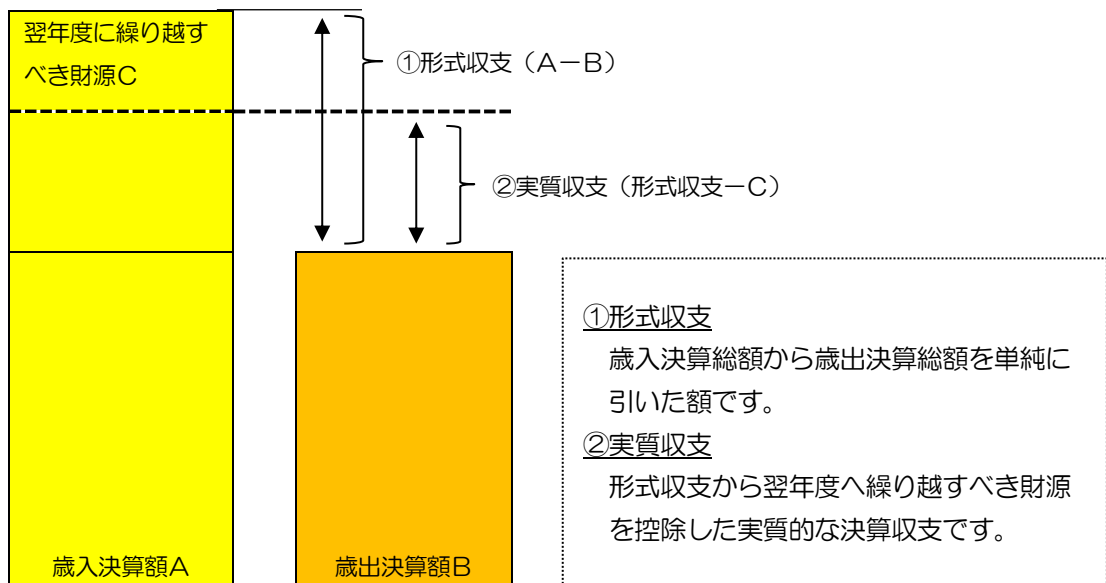 翌年度に繰り越す
べき財源C
①形式収支（A－B）
②実質収支（形式収支－C）
①形式収支
歳入決算総額から歳出決算総額を単純に
引いた額です。
②実質収支
形式収支から翌年度へ繰り越すべき財源
を控除した実質的な決算収支です。
歳入決算額A
歳出決算額B